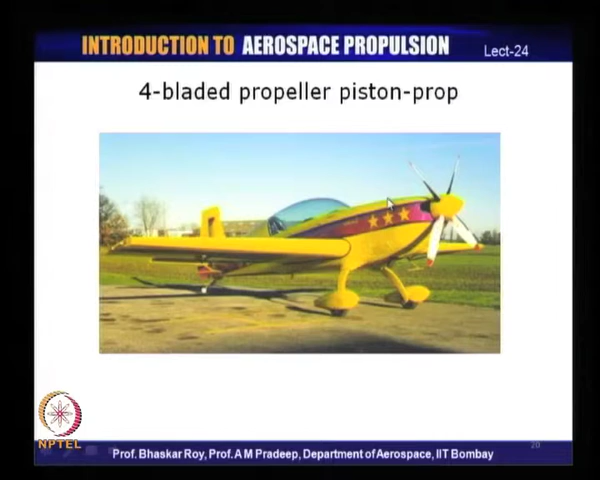 INTRODUCTION TO AEROSPACE PROPULSION
Lect-24
4-bladed propeller piston-prop
NPTEL
20
Prof. Bhaskar Roy, Prof. A M Pradeep, Department of Aerospace, IIT Bombay